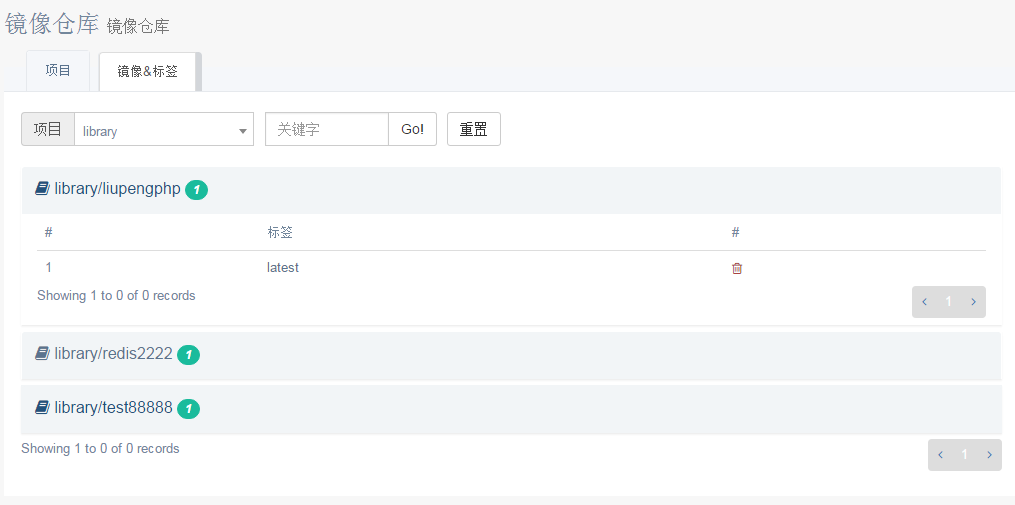 镜像仓库 镜像仓库
项目 镜像&标签
项目 library 关键字 Go! 重置
library/liupengphp 1
# 标签 #
1 latest
Showing 1 to 0 of 0 records ‹ 1 ›
library/redis2222 1
library/test88888 1
Showing 1 to 0 of 0 records ‹ 1 ›